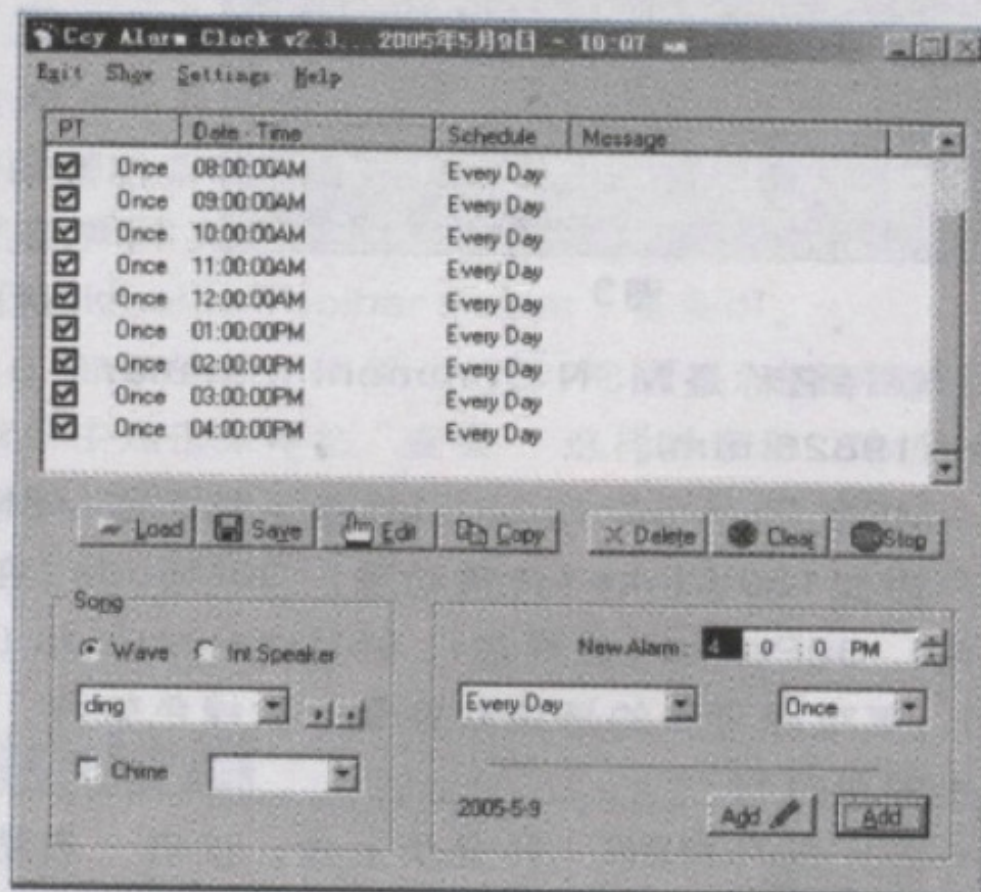 Ccy Alarm Clock v2.3... 2005年5月9日 - 10:07
Exit Show Settings Help
PT Date - Time Schedule Message
Once 08:00:00AM Every Day
Once 09:00:00AM Every Day
Once 10:00:00AM Every Day
Once 11:00:00AM Every Day
Once 12:00:00AM Every Day
Once 01:00:00PM Every Day
Once 02:00:00PM Every Day
Once 03:00:00PM Every Day
Once 04:00:00PM Every Day
Load Save Edit Copy Delete Clear Stop
Song
Wave Int Speaker
New Alarm : 4 : 0 : 0 PM
ding
Every Day Once
Chime
2005-5-9 Add Add